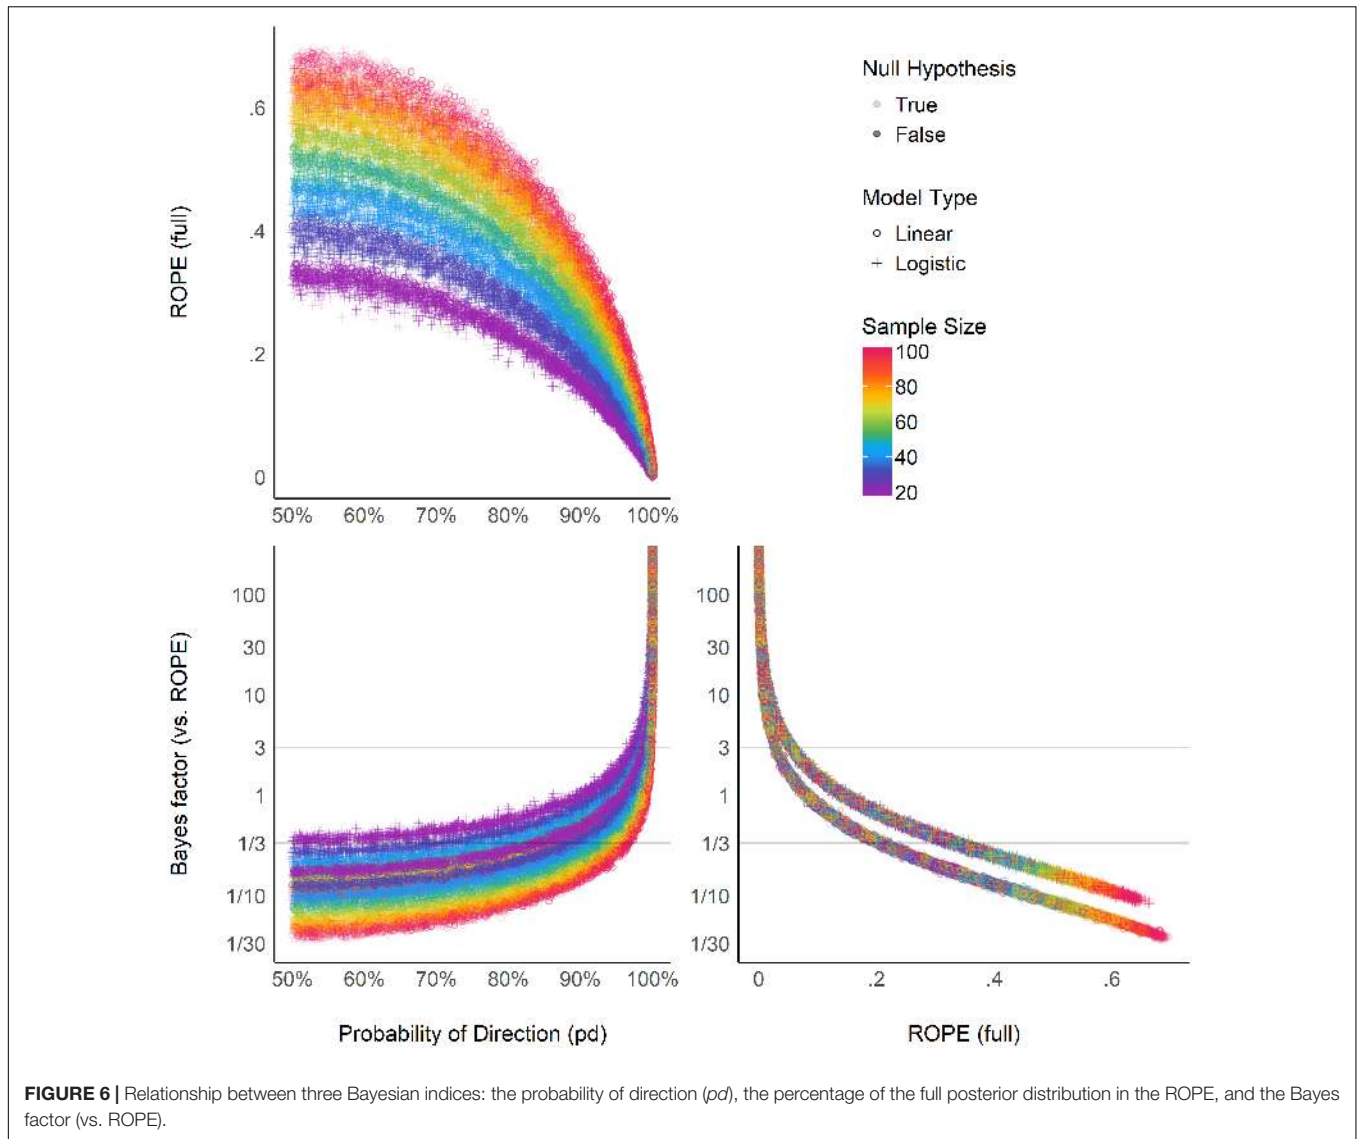 ROPE (full)
.6
.4
.2
0
50% 60% 70% 80% 90% 100%
Null Hypothesis
True
False
Model Type
Linear
Logistic
Sample Size
100
80
60
40
20
Bayes factor (vs. ROPE)
100
30
10
3
1
1/3
1/10
1/30
50% 60% 70% 80% 90% 100%
Probability of Direction (pd)
100
30
10
3
1
1/3
1/10
1/30
0 .2 .4 .6
ROPE (full)
FIGURE 6 | Relationship between three Bayesian indices: the probability of direction (pd), the percentage of the full posterior distribution in the ROPE, and the Bayes
factor (vs. ROPE).